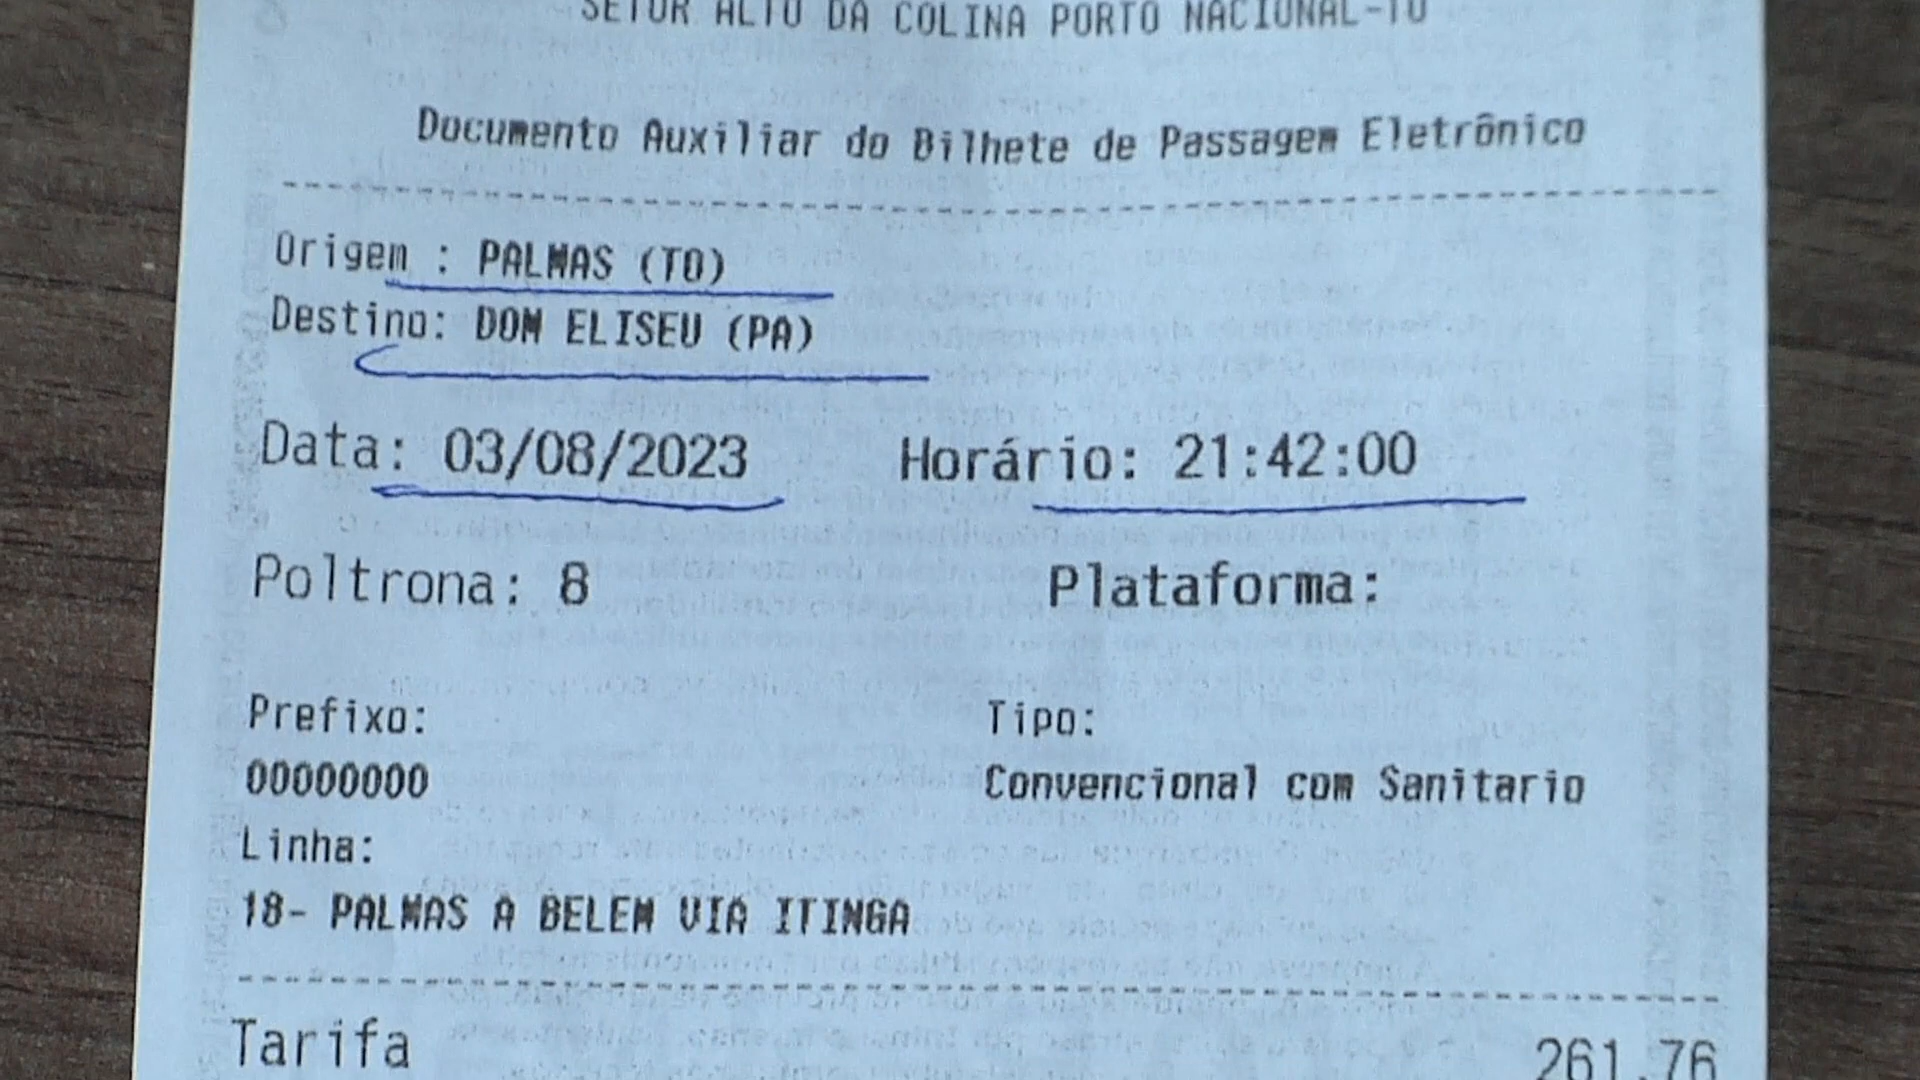 SETOR ALTO DA COLINA PORTO NACIONAL-TO
Documento Auxiliar do Bilhete de Passagem Eletrônico
Origem : PALMAS (TO)
Destino: DOM ELISEU (PA)
Data: 03/08/2023 Horário: 21:42:00
Poltrona: 8 Plataforma:
Prefixo: Tipo:
00000000 Convencional com Sanitario
Linha:
18- PALMAS A BELEM VIA ITINGA
Tarifa 261,76